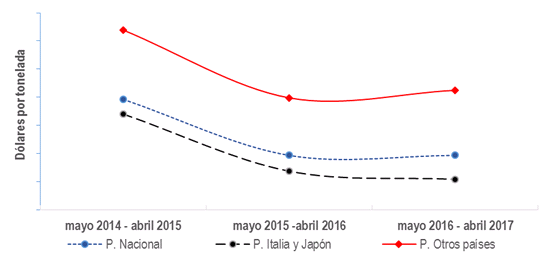 Dólares por tonelada
mayo 2014 - abril 2015 mayo 2015 -abril 2016 mayo 2016 - abril 2017
P. Nacional P. Italia y Japón P. Otros países